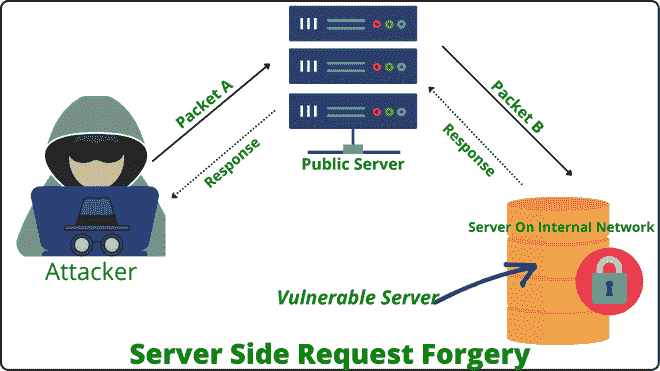 Packet A
Response
Public Server
Packet B
Response
Attacker
Server On Internal Network
Vulnerable Server
Server Side Request Forgery